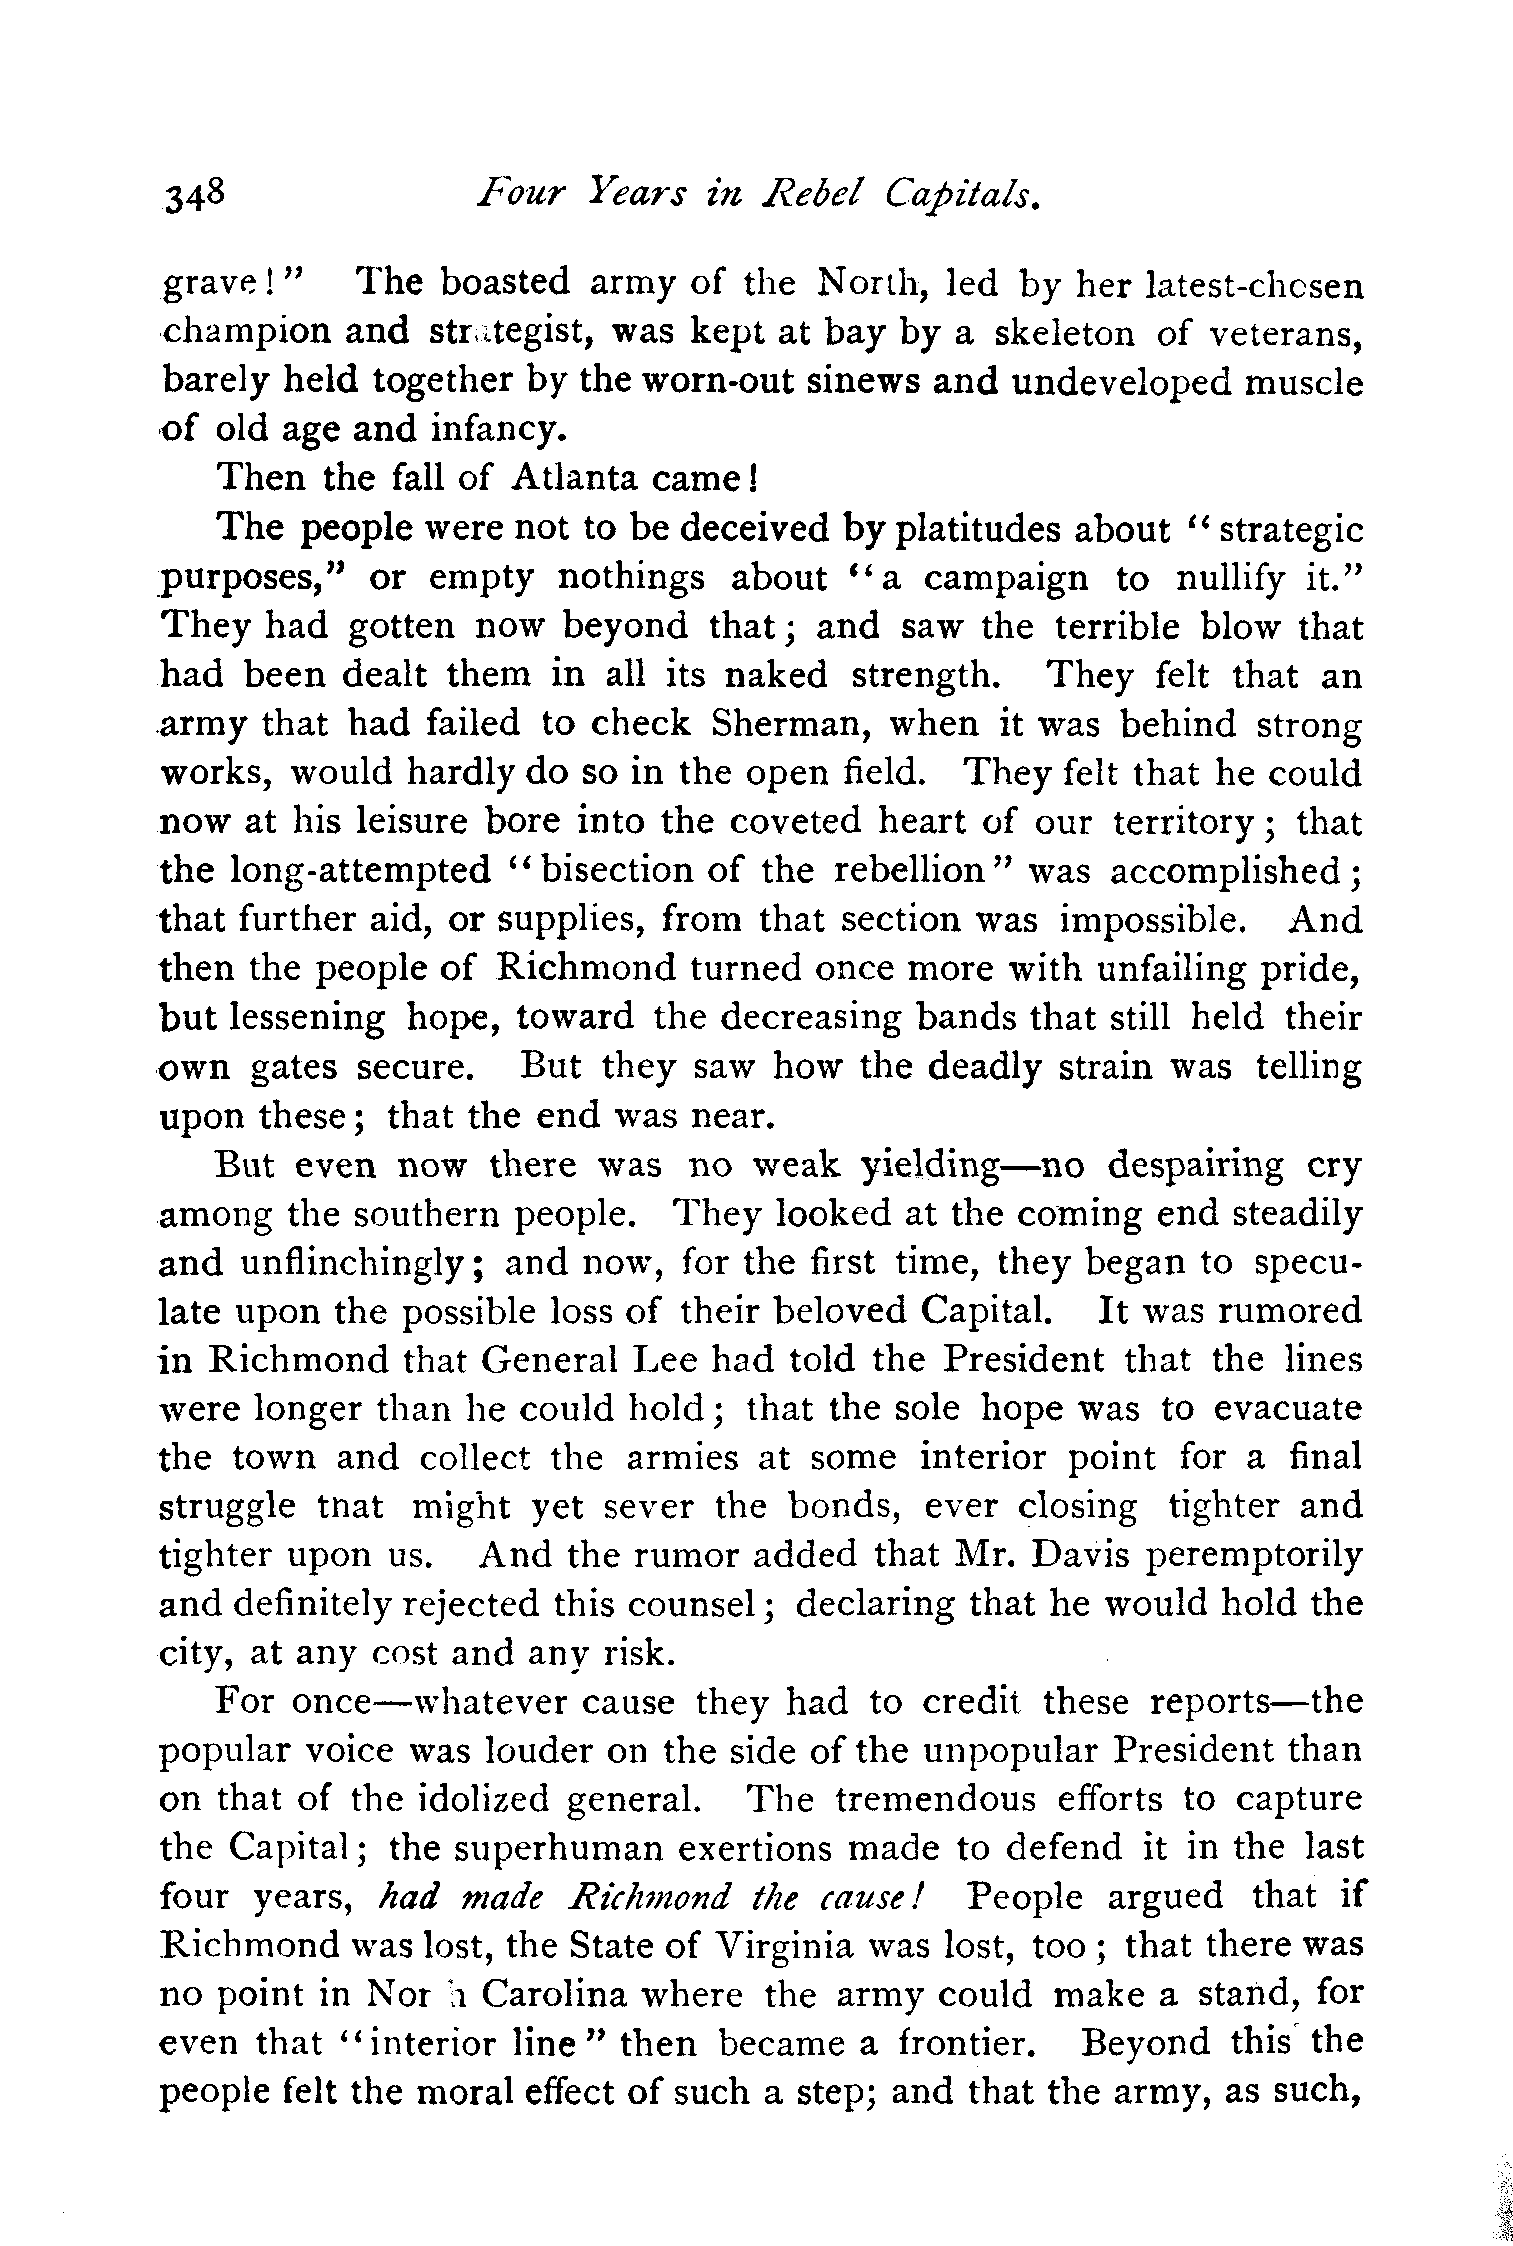 348 Four Years in Rebel Capitals.
grave!" The boasted army of the North, led by her latest-chosen
champion and strategist, was kept at bay by a skeleton of veterans,
barely held together by the worn-out sinews and undeveloped muscle
of old age and infancy.
Then the fall of Atlanta came!
The people were not to be deceived by platitudes about "strategic
purposes," or empty nothings about "a campaign to nullify it."
They had gotten now beyond that; and saw the terrible blow that
had been dealt them in all its naked strength. They felt that an
army that had failed to check Sherman, when it was behind strong
works, would hardly do so in the open field. They felt that he could
now at his leisure bore into the coveted heart of our territory; that
the long-attempted "bisection of the rebellion" was accomplished;
that further aid, or supplies, from that section was impossible. And
then the people of Richmond turned once more with unfailing pride,
but lessening hope, toward the decreasing bands that still held their
own gates secure. But they saw how the deadly strain was telling
upon these; that the end was near.
But even now there was no weak yielding—no despairing cry
among the southern people. They looked at the coming end steadily
and unflinchingly; and now, for the first time, they began to specu-
late upon the possible loss of their beloved Capital. It was rumored
in Richmond that General Lee had told the President that the lines
were longer than he could hold; that the sole hope was to evacuate
the town and collect the armies at some interior point for a final
struggle that might yet sever the bonds, ever closing tighter and
tighter upon us. And the rumor added that Mr. Davis peremptorily
and definitely rejected this counsel; declaring that he would hold the
city, at any cost and any risk.
For once—whatever cause they had to credit these reports—the
popular voice was louder on the side of the unpopular President than
on that of the idolized general. The tremendous efforts to capture
the Capital; the superhuman exertions made to defend it in the last
four years, had made Richmond the cause! People argued that if
Richmond was lost, the State of Virginia was lost, too; that there was
no point in Nor h Carolina where the army could make a stand, for
even that "interior line" then became a frontier. Beyond this the
people felt the moral effect of such a step; and that the army, as such,